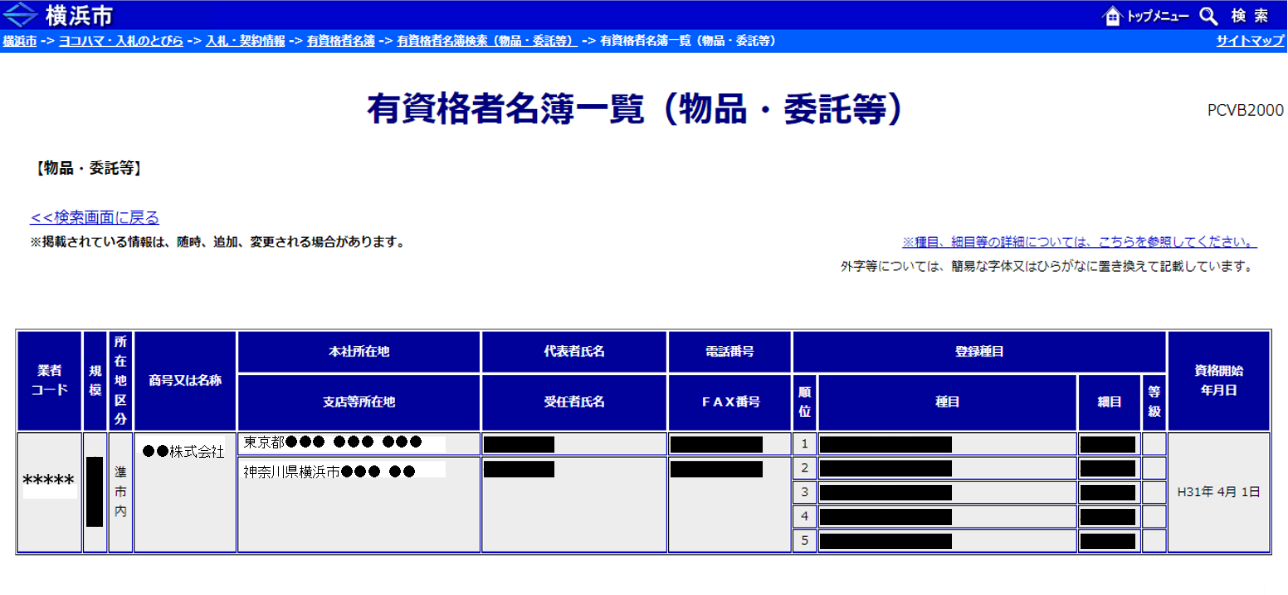 横浜市 トップメニュー 検 索
横浜市 -> ヨコハマ・入札のとびら -> 入札・契約情報 -> 有資格者名簿 -> 有資格者名簿検索（物品・委託等） -> 有資格者名簿一覧（物品・委託等） サイトマップ
有資格者名簿一覧（物品・委託等）
PCVB2000
【物品・委託等】
<<検索画面に戻る
※掲載されている情報は、随時、追加、変更される場合があります。
※種目、細目等の詳細については、こちらを参照してください。
外字等については、簡易な字体又はひらがなに置き換えて記載しています。
業者コード 規模 所在地区分 商号又は名称 本社所在地 代表者氏名 電話番号 登録種目 資格開始年月日
支店等所在地 受任者氏名 ＦＡＸ番号 順位 種目 細目 等級
***** 準市内 ●●株式会社 東京都●●● ●●● ●●● 1 H31年 4月 1日
神奈川県横浜市●●● ●● 2
3
4
5